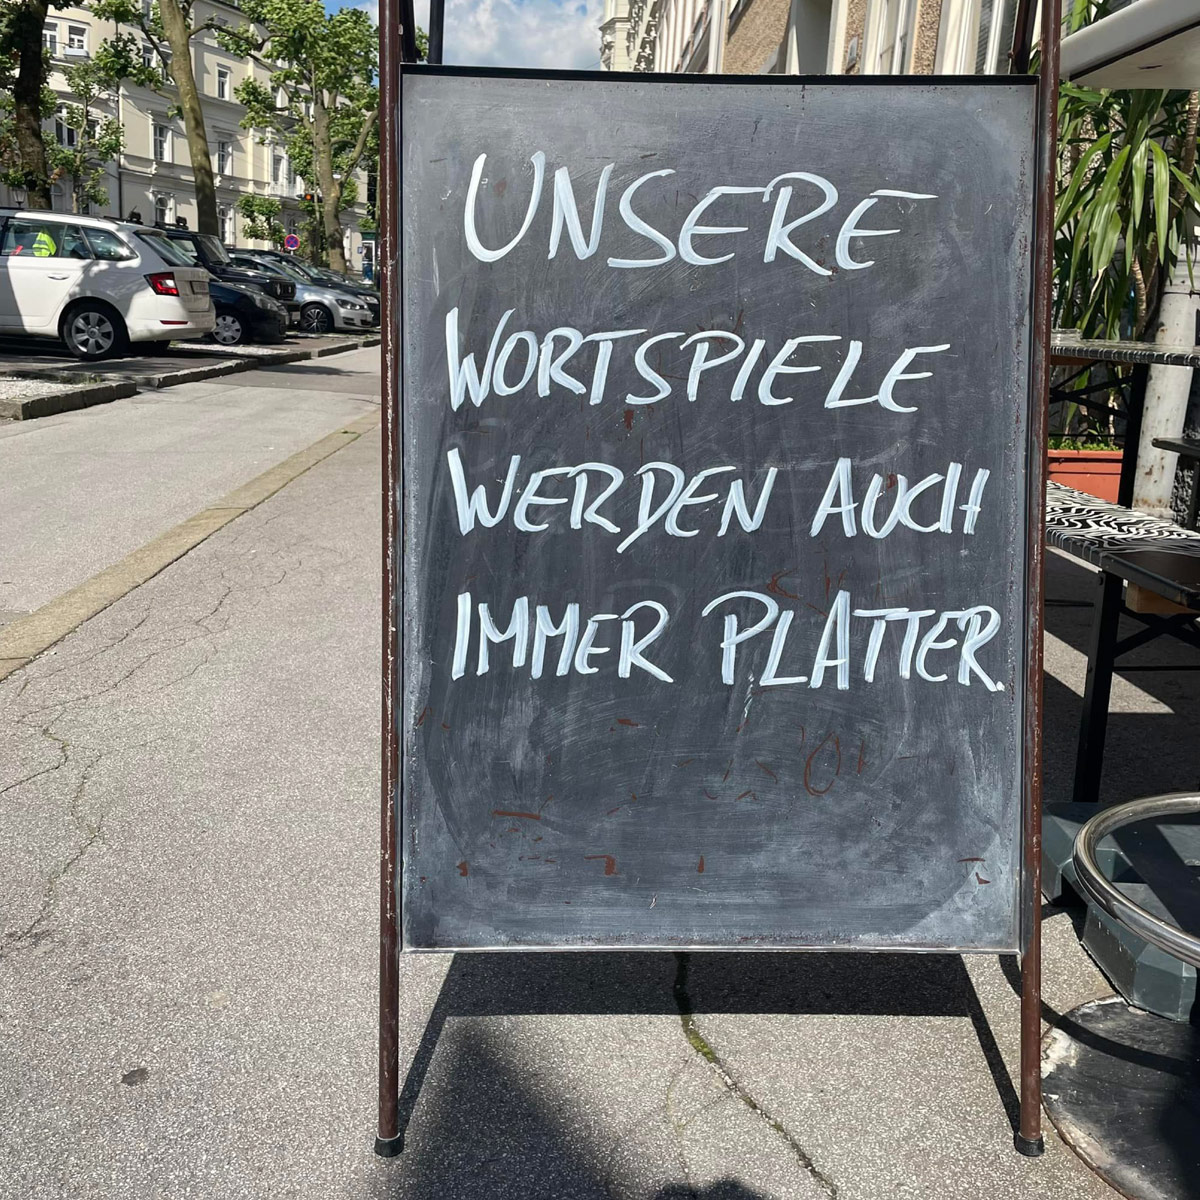 UNSERE
WORTSPIELE
WERDEN AUCH
IMMER PLATTER.